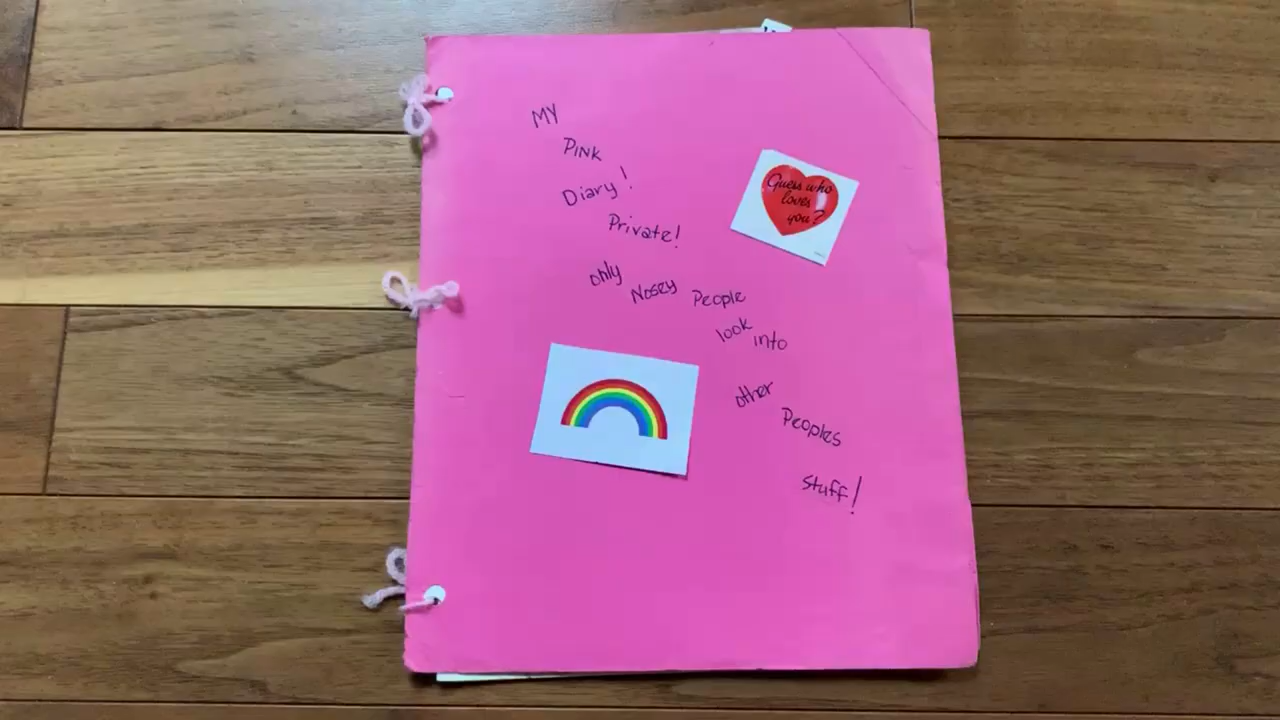 MY
PINK
Diary!
Private!
only Nosey People
look into
other
Peoples
stuff!
Guess who
loves
you?